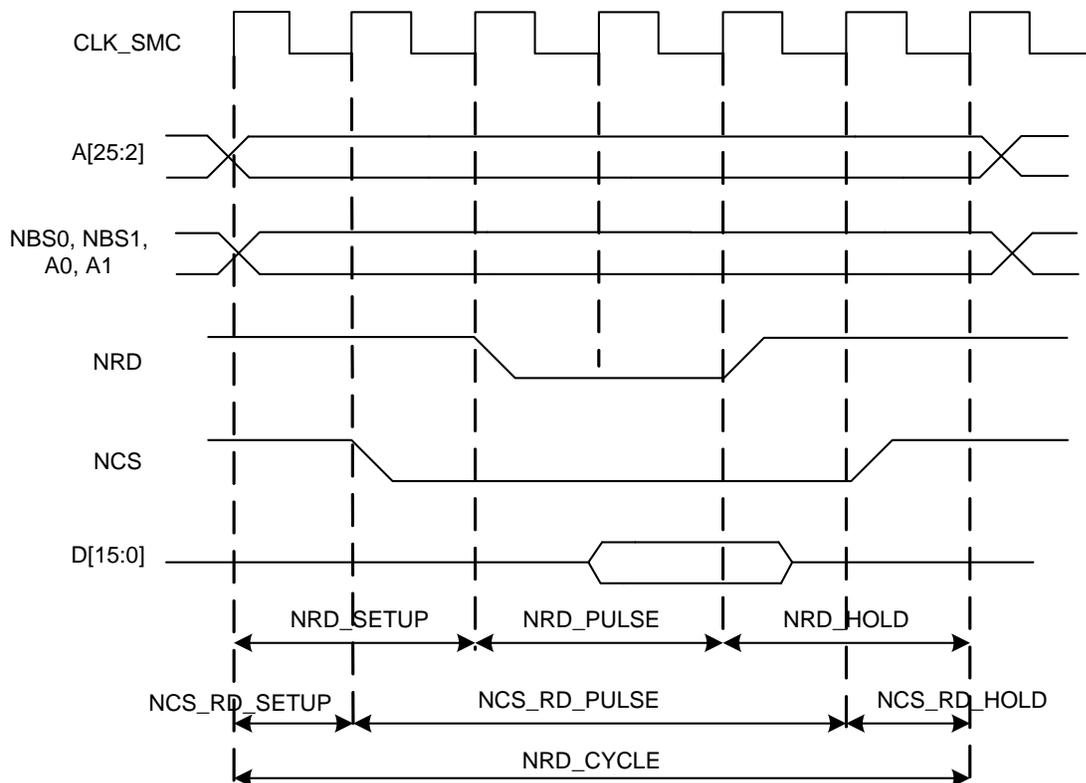 CLK_SMC
A[25:2]
NBS0, NBS1,
A0, A1
NRD
NCS
D[15:0]
NRD_SETUP NRD_PULSE NRD_HOLD
NCS_RD_SETUP NCS_RD_PULSE NCS_RD_HOLD
NRD_CYCLE